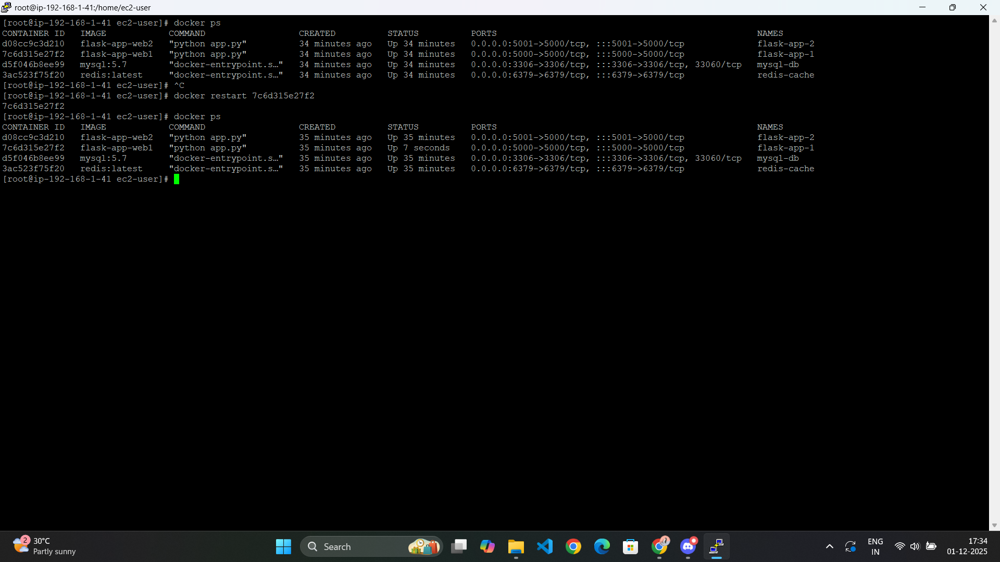 root@ip-192-168-1-41:/home/ec2-user
[root@ip-192-168-1-41 ec2-user]# docker ps
CONTAINER ID   IMAGE            COMMAND                  CREATED          STATUS          PORTS                                                  NAMES
d08cc9c3d210   flask-app-web2   "python app.py"          34 minutes ago   Up 34 minutes   0.0.0.0:5001->5000/tcp, :::5001->5000/tcp              flask-app-2
7c6d315e27f2   flask-app-web1   "python app.py"          34 minutes ago   Up 34 minutes   0.0.0.0:5000->5000/tcp, :::5000->5000/tcp              flask-app-1
d5f046b8ee99   mysql:5.7        "docker-entrypoint.s…"   34 minutes ago   Up 34 minutes   0.0.0.0:3306->3306/tcp, :::3306->3306/tcp, 33060/tcp   mysql-db
3ac523f75f20   redis:latest     "docker-entrypoint.s…"   34 minutes ago   Up 34 minutes   0.0.0.0:6379->6379/tcp, :::6379->6379/tcp              redis-cache
[root@ip-192-168-1-41 ec2-user]# ^C
[root@ip-192-168-1-41 ec2-user]# docker restart 7c6d315e27f2
7c6d315e27f2
[root@ip-192-168-1-41 ec2-user]# docker ps
CONTAINER ID   IMAGE            COMMAND                  CREATED          STATUS          PORTS                                                  NAMES
d08cc9c3d210   flask-app-web2   "python app.py"          35 minutes ago   Up 35 minutes   0.0.0.0:5001->5000/tcp, :::5001->5000/tcp              flask-app-2
7c6d315e27f2   flask-app-web1   "python app.py"          35 minutes ago   Up 7 seconds    0.0.0.0:5000->5000/tcp, :::5000->5000/tcp              flask-app-1
d5f046b8ee99   mysql:5.7        "docker-entrypoint.s…"   35 minutes ago   Up 35 minutes   0.0.0.0:3306->3306/tcp, :::3306->3306/tcp, 33060/tcp   mysql-db
3ac523f75f20   redis:latest     "docker-entrypoint.s…"   35 minutes ago   Up 35 minutes   0.0.0.0:6379->6379/tcp, :::6379->6379/tcp              redis-cache
[root@ip-192-168-1-41 ec2-user]#
2
30°C
Partly sunny
Search
ENG
IN
17:34
01-12-2025